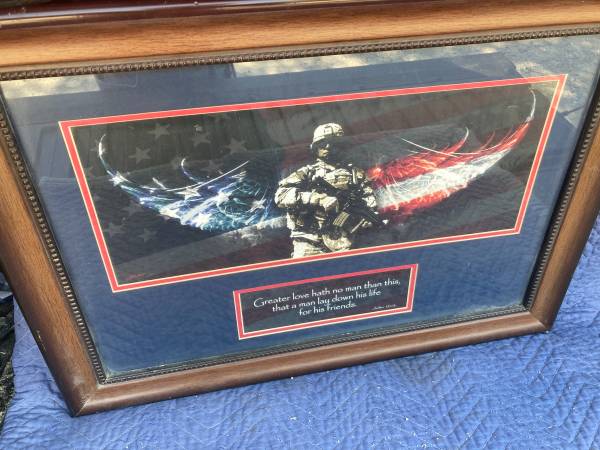 Greater love hath no man than this,
that a man lay down his life
for his friends.